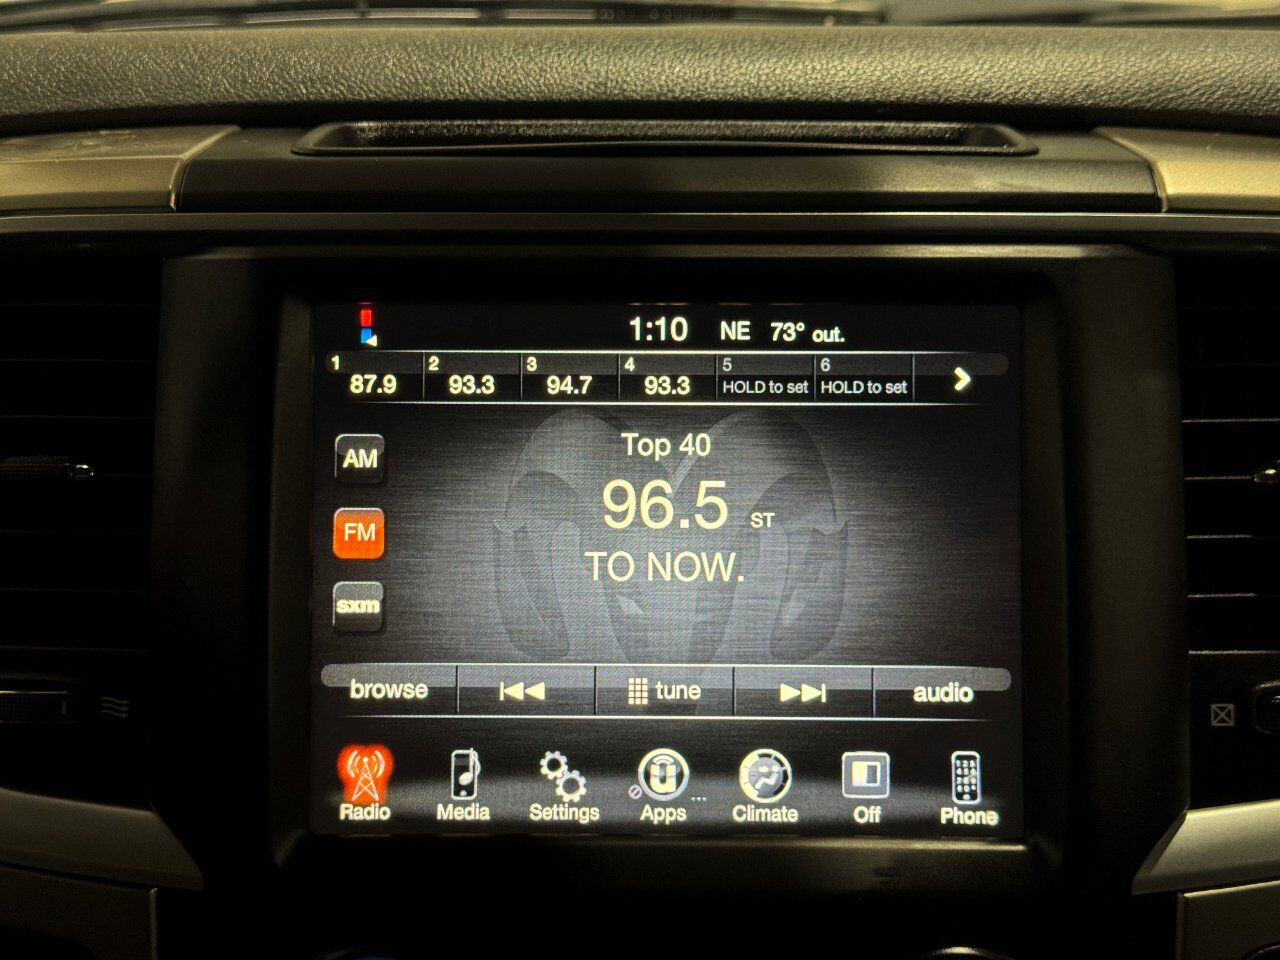 1:10 NE 73° out.
1 2 3 4 5 6
87.9 93.3 94.7 93.3 HOLD to set HOLD to set
Top 40
AM
96.5 ST
FM
TO NOW.
sxm
browse tune audio
Radio Media Settings Apps ... Climate Off Phone